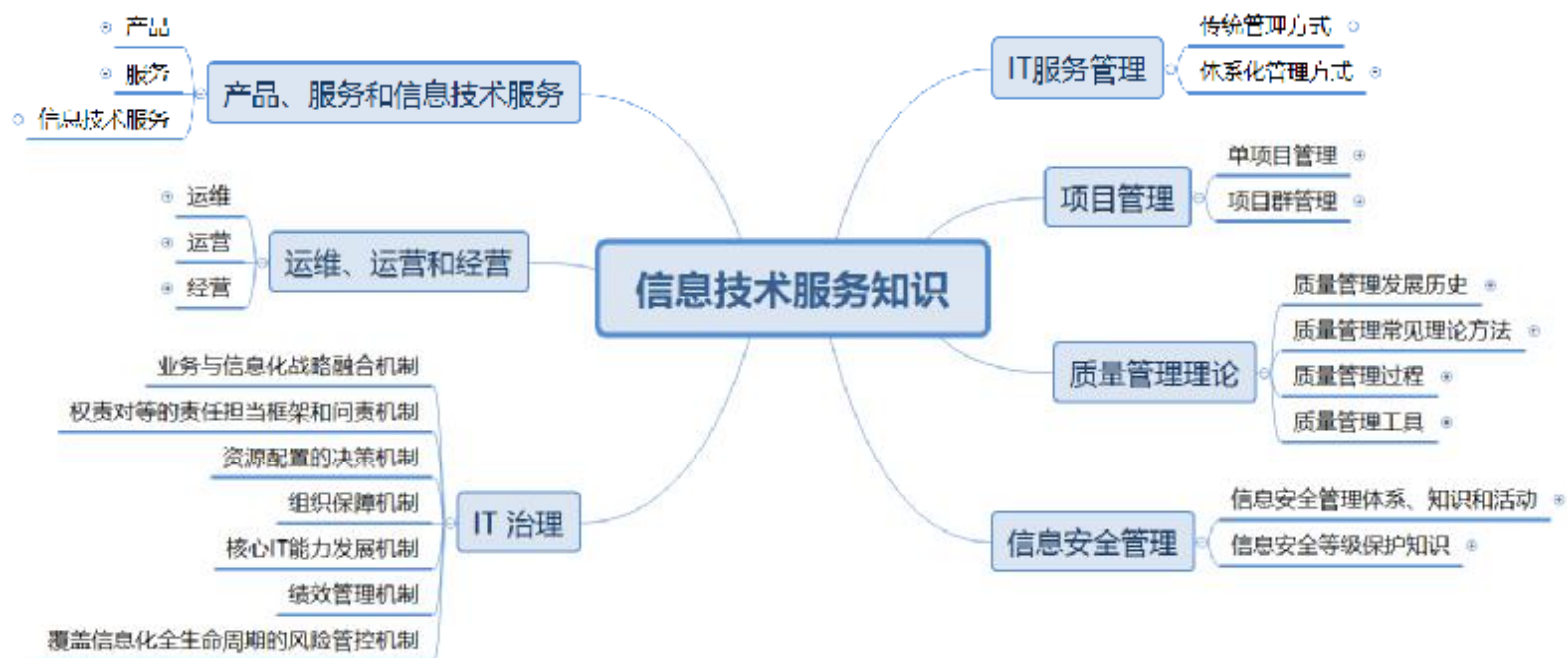 信息技术服务知识
产品、服务和信息技术服务
产品
服务
信息技术服务
运维、运营和经营
运维
运营
经营
IT 治理
业务与信息化战略融合机制
权责对等的责任担当框架和问责机制
资源配置的决策机制
组织保障机制
核心IT能力发展机制
绩效管理机制
覆盖信息化全生命周期的风险管控机制
IT服务管理
传统管理方式
体系化管理方式
项目管理
单项目管理
项目群管理
质量管理理论
质量管理发展历史
质量管理常见理论方法
质量管理过程
质量管理工具
信息安全管理
信息安全管理体系、知识和活动
信息安全等级保护知识